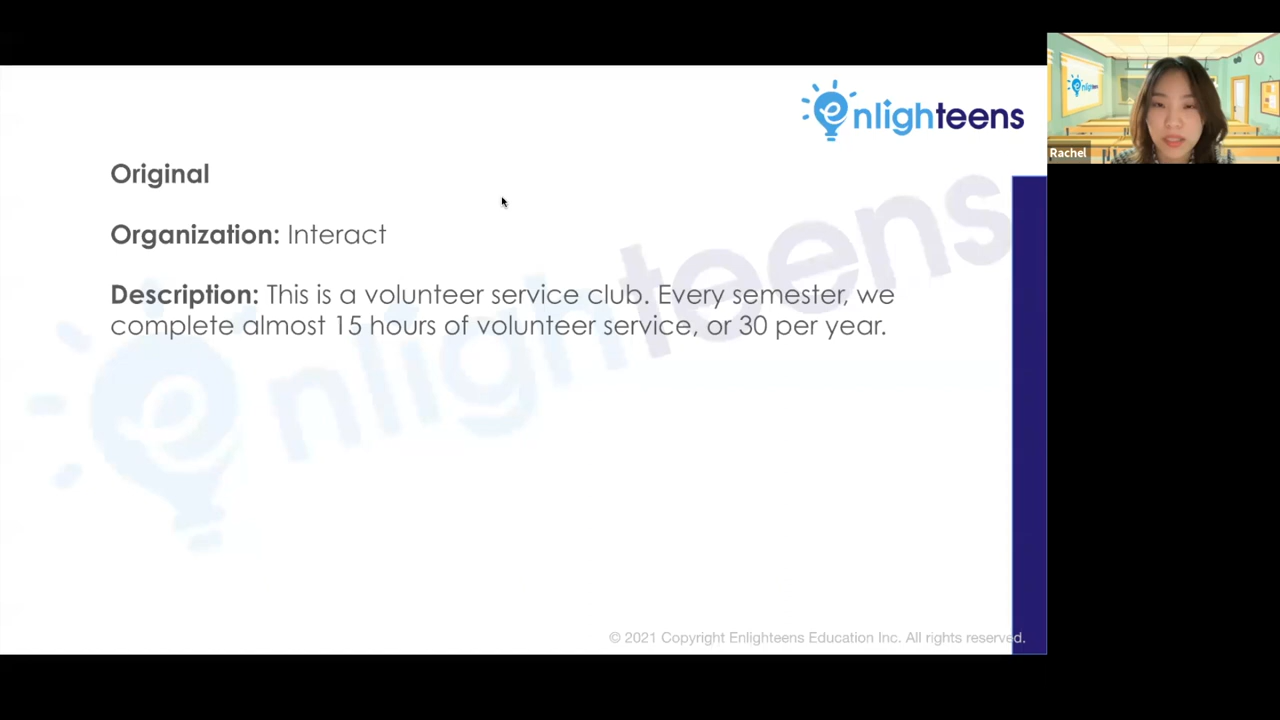 enlighteens
Rachel
Original
Organization: Interact
Description: This is a volunteer service club. Every semester, we
complete almost 15 hours of volunteer service, or 30 per year.
enlighteens
© 2021 Copyright Enlighteens Education Inc. All rights reserved.